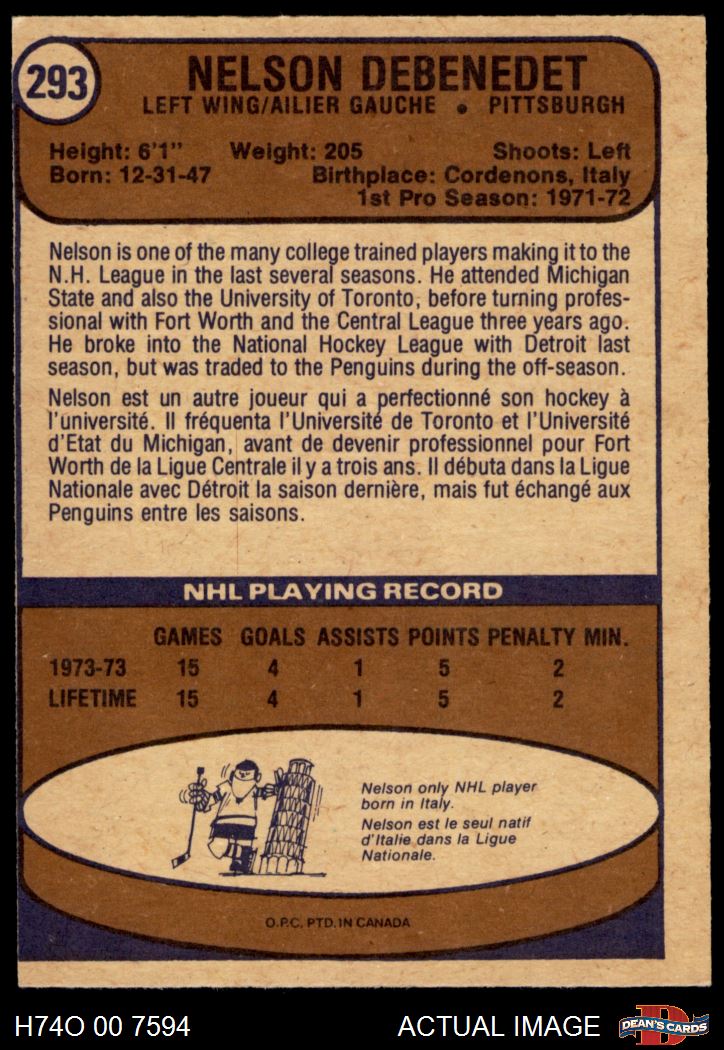 293
NELSON DEBENEDET
LEFT WING/AILIER GAUCHE • PITTSBURGH
Height: 6'1" Weight: 205 Shoots: Left
Born: 12-31-47 Birthplace: Cordenons, Italy
1st Pro Season: 1971-72
Nelson is one of the many college trained players making it to the
N.H. League in the last several seasons. He attended Michigan
State and also the University of Toronto, before turning profes-
sional with Fort Worth and the Central League three years ago.
He broke into the National Hockey League with Detroit last
season, but was traded to the Penguins during the off-season.
Nelson est un autre joueur qui a perfectionné son hockey à
l'université. Il fréquenta l'Université de Toronto et l'Université
d'Etat du Michigan, avant de devenir professionnel pour Fort
Worth de la Ligue Centrale il y a trois ans. Il débuta dans la Ligue
Nationale avec Détroit la saison dernière, mais fut échangé aux
Penguins entre les saisons.
NHL PLAYING RECORD
GAMES GOALS ASSISTS POINTS PENALTY MIN.
1973-73 15 4 1 5 2
LIFETIME 15 4 1 5 2
Nelson only NHL player
born in Italy.
Nelson est le seul natif
d'Italie dans la Ligue
Nationale.
O.P.C. PTD. IN CANADA
H74O 00 7594 ACTUAL IMAGE
D
DEAN'S CARDS